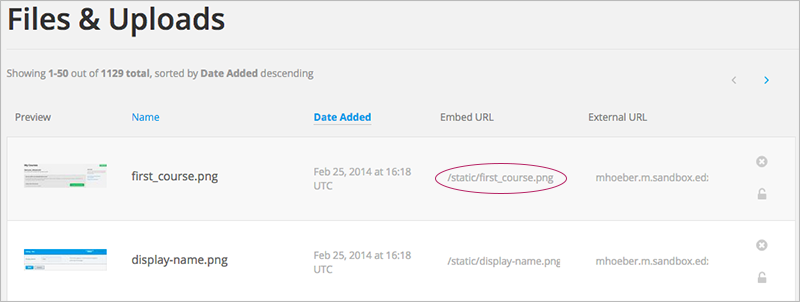 Files & Uploads
Showing 1-50 out of 1129 total, sorted by Date Added descending
Preview Name Date Added Embed URL External URL
first_course.png Feb 25, 2014 at 16:18 UTC /static/first_course.png mhoeber.m.sandbox.ed:
display-name.png Feb 25, 2014 at 16:18 UTC /static/display-name.png mhoeber.m.sandbox.ed: